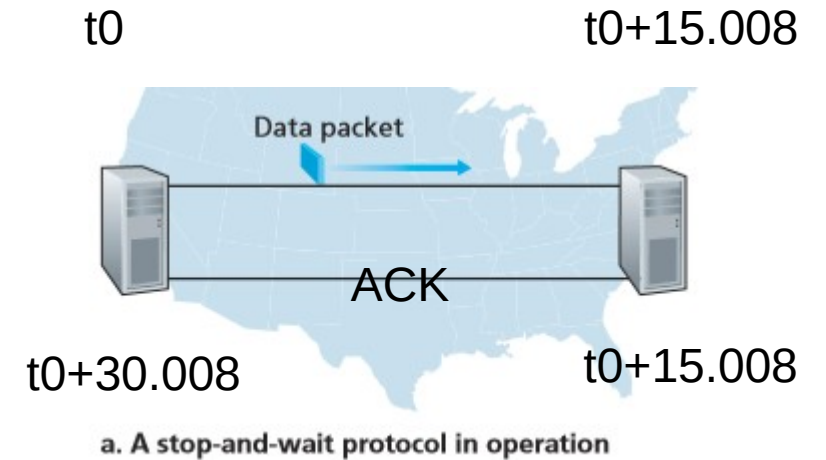 t0
t0+15.008
Data packet
ACK
t0+30.008
t0+15.008
a. A stop-and-wait protocol in operation